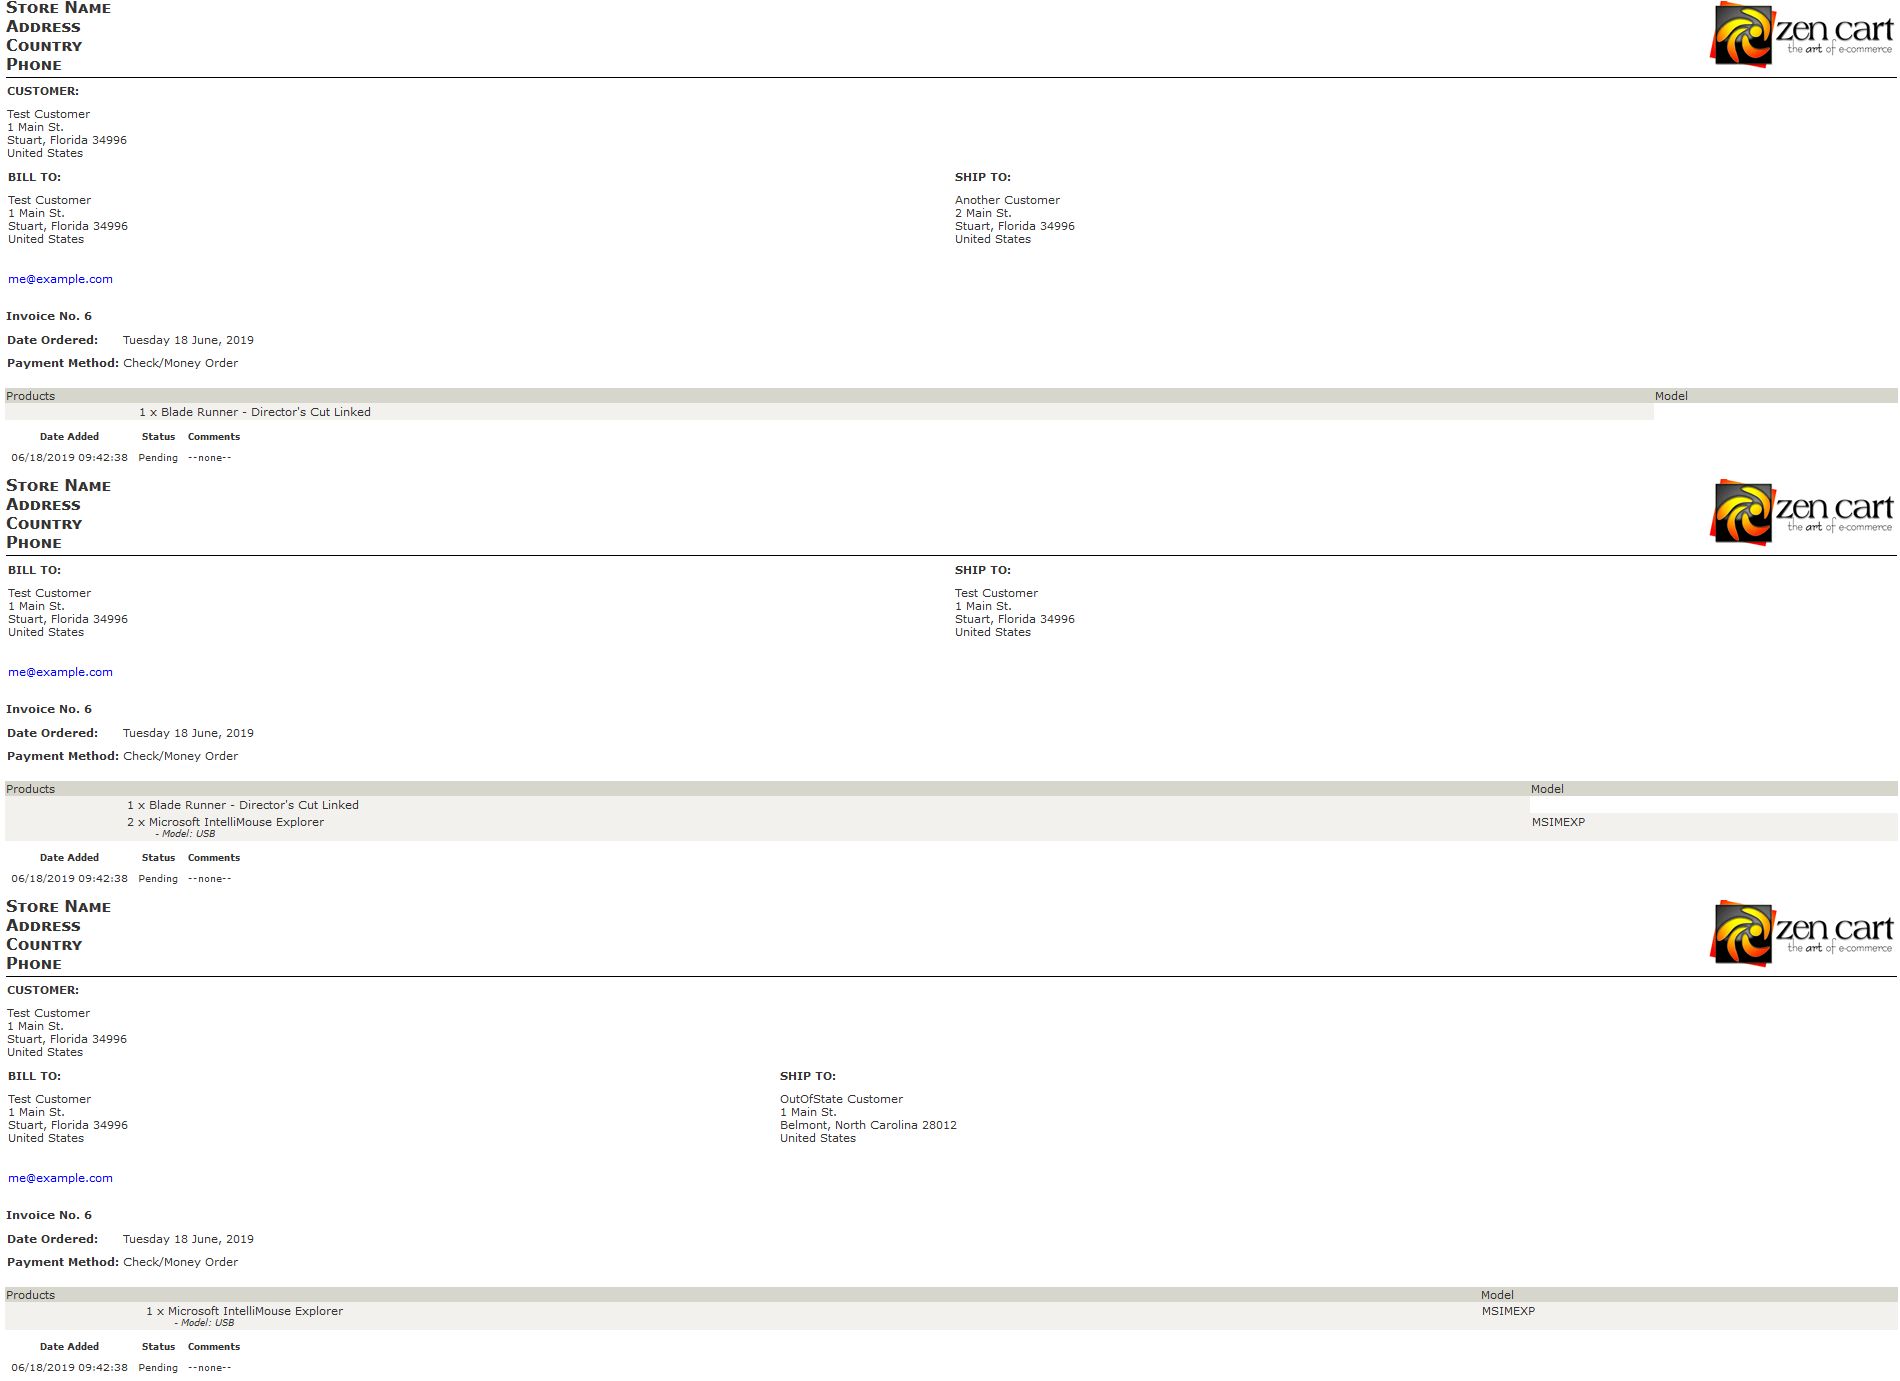 Store Name
Address
Country
Phone
zen cart
the art of e-commerce
CUSTOMER:
Test Customer
1 Main St.
Stuart, Florida 34996
United States
BILL TO:
Test Customer
1 Main St.
Stuart, Florida 34996
United States
SHIP TO:
Another Customer
2 Main St.
Stuart, Florida 34996
United States
me@example.com
Invoice No. 6
Date Ordered: Tuesday 18 June, 2019
Payment Method: Check/Money Order
Products Model
1 x Blade Runner - Director's Cut Linked
Date Added Status Comments
06/18/2019 09:42:38 Pending --none--
Store Name
Address
Country
Phone
zen cart
the art of e-commerce
BILL TO:
Test Customer
1 Main St.
Stuart, Florida 34996
United States
SHIP TO:
Test Customer
1 Main St.
Stuart, Florida 34996
United States
me@example.com
Invoice No. 6
Date Ordered: Tuesday 18 June, 2019
Payment Method: Check/Money Order
Products Model
1 x Blade Runner - Director's Cut Linked
2 x Microsoft IntelliMouse Explorer MSIMEXP
- Model: USB
Date Added Status Comments
06/18/2019 09:42:38 Pending --none--
Store Name
Address
Country
Phone
zen cart
the art of e-commerce
CUSTOMER:
Test Customer
1 Main St.
Stuart, Florida 34996
United States
BILL TO:
Test Customer
1 Main St.
Stuart, Florida 34996
United States
SHIP TO:
OutOfState Customer
1 Main St.
Belmont, North Carolina 28012
United States
me@example.com
Invoice No. 6
Date Ordered: Tuesday 18 June, 2019
Payment Method: Check/Money Order
Products Model
1 x Microsoft IntelliMouse Explorer MSIMEXP
- Model: USB
Date Added Status Comments
06/18/2019 09:42:38 Pending --none--